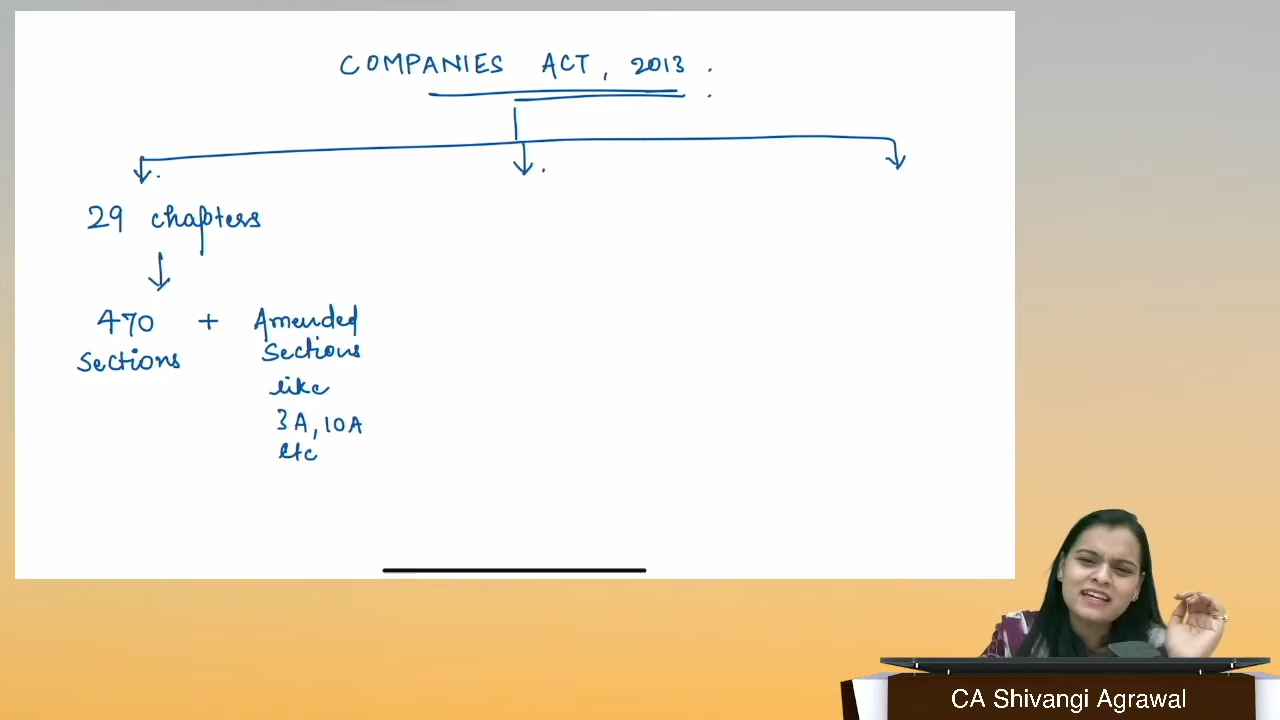 COMPANIES ACT, 2013.
29 chapters
470 + Amended
sections sections
like
3A, 10A
etc
CA Shivangi Agrawal